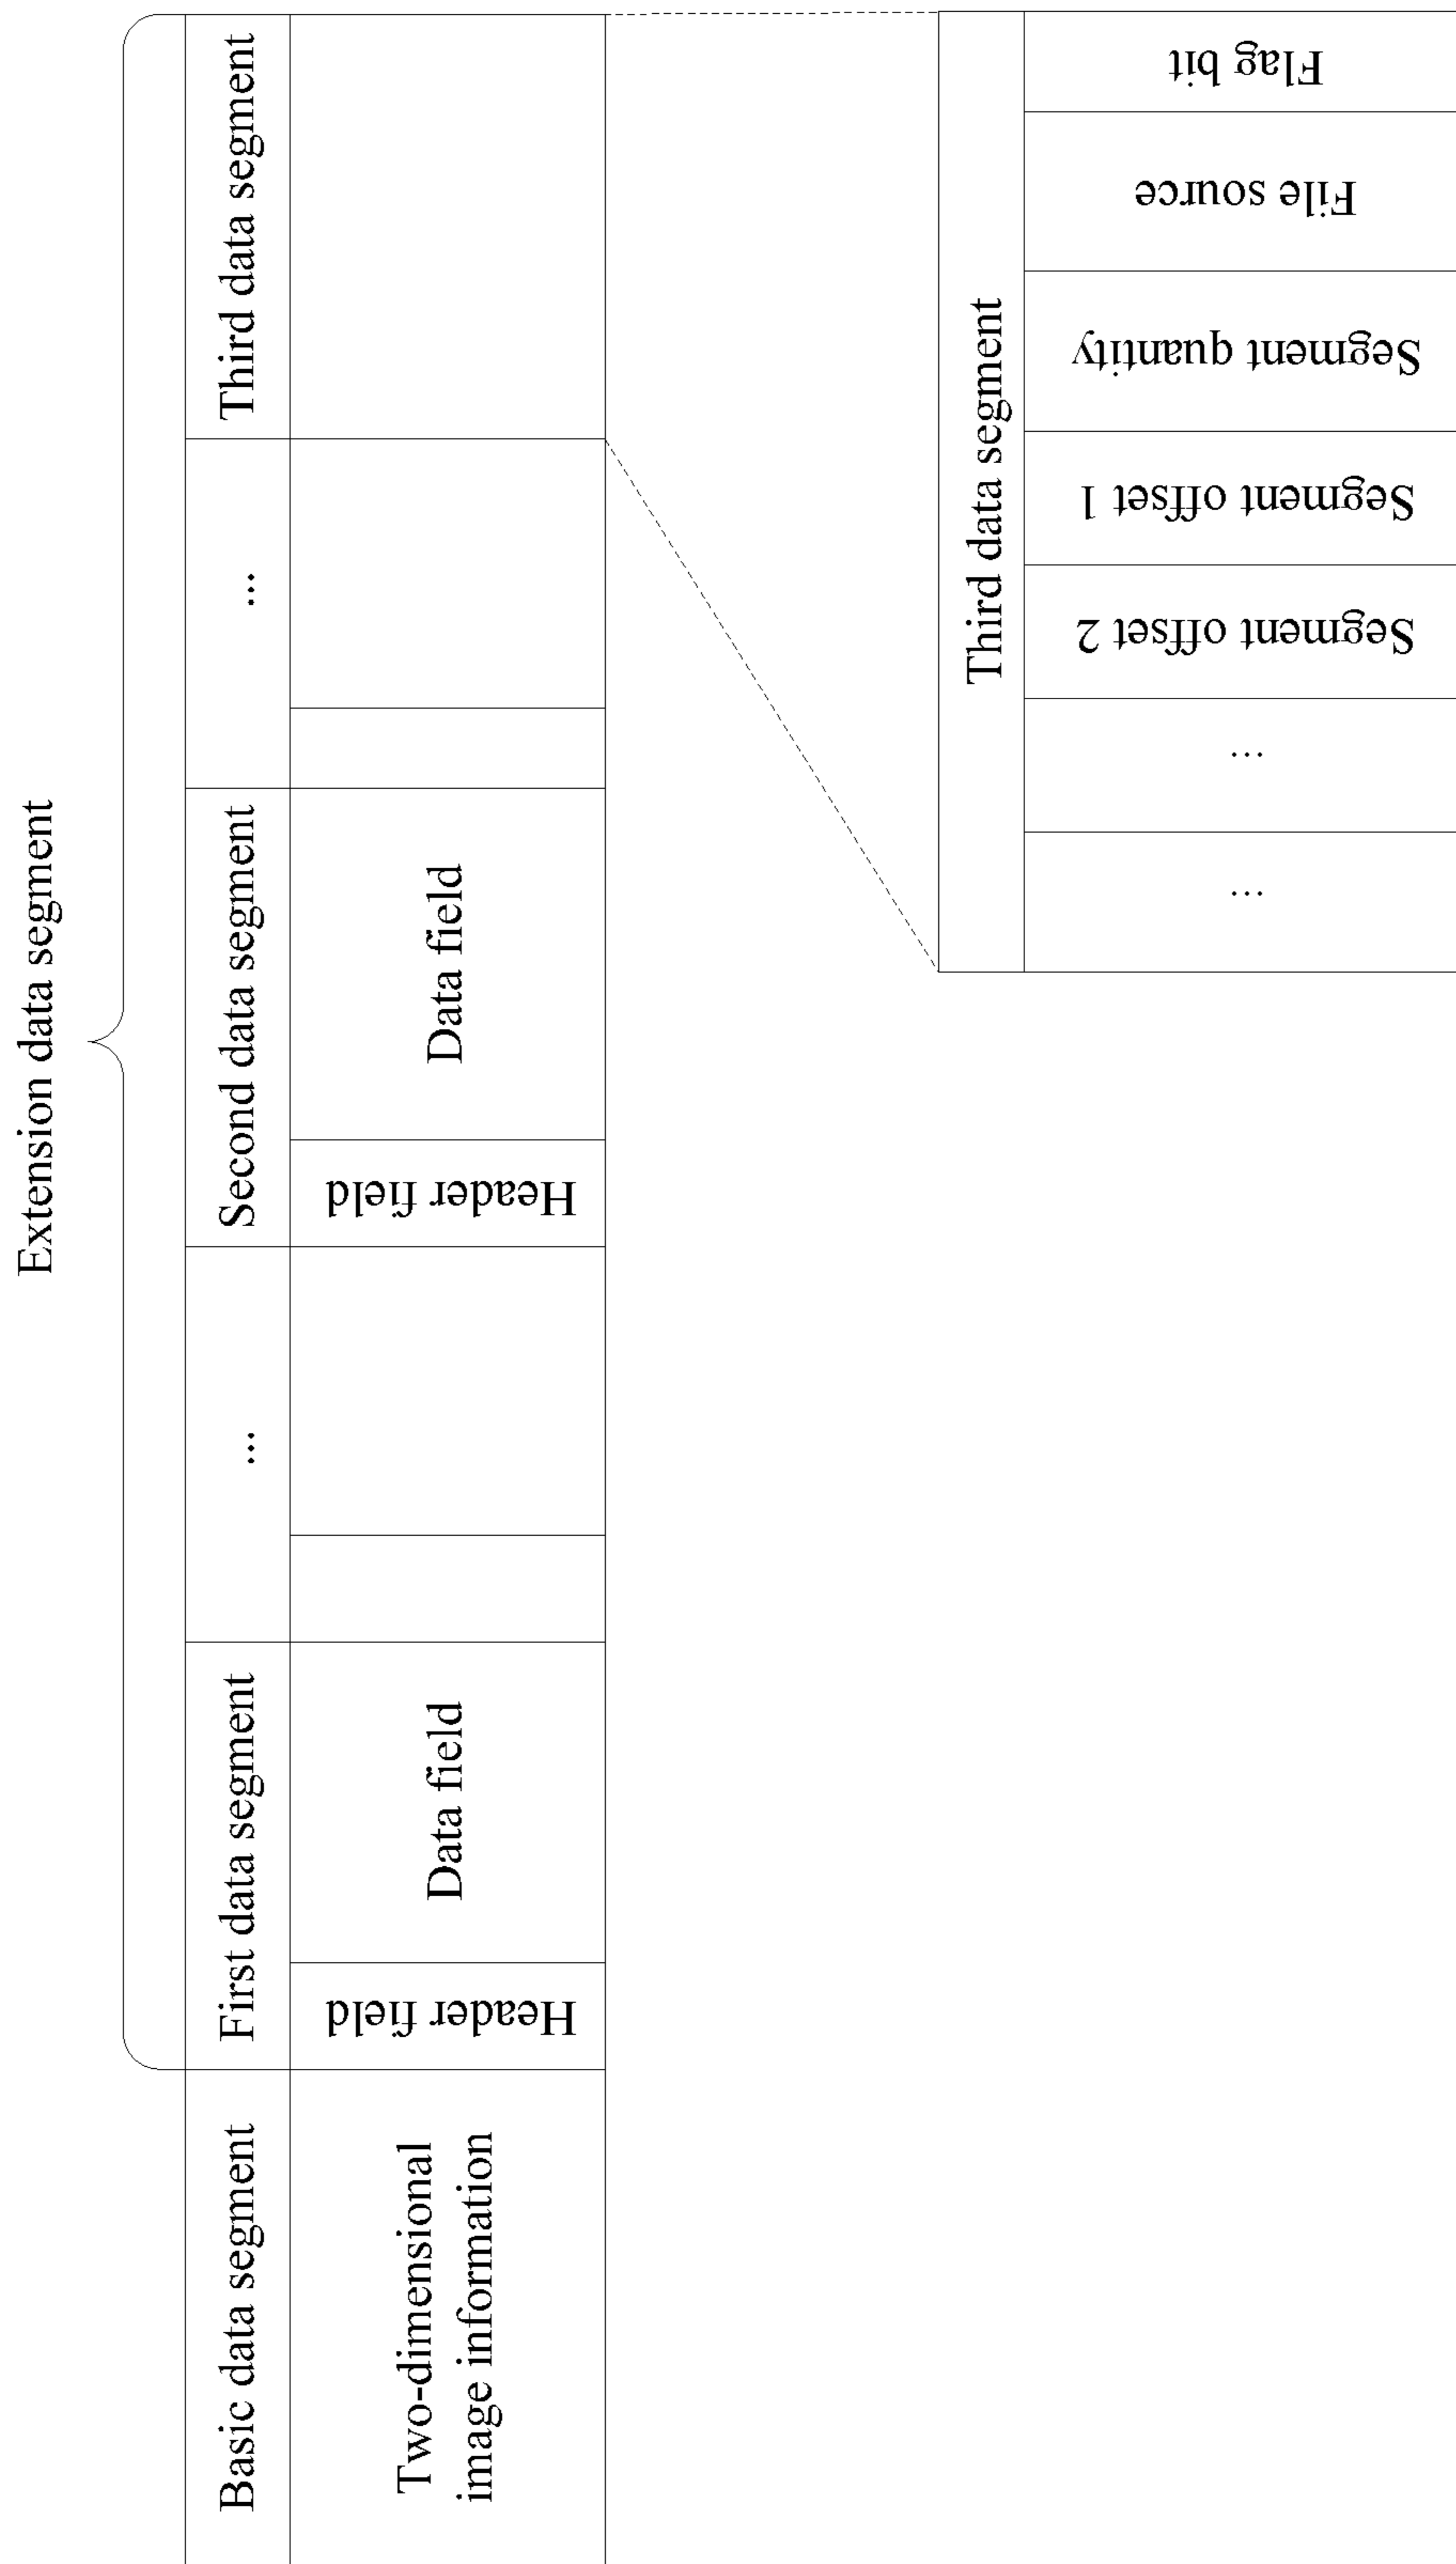 Extension data segment
Basic data segment
First data segment
...
Second data segment
...
Third data segment
Two-dimensional
image information
Header field
Data field
Header field
Data field
Third data segment
...
...
Segment offset 2
Segment offset 1
Segment quantity
File source
Flag bit